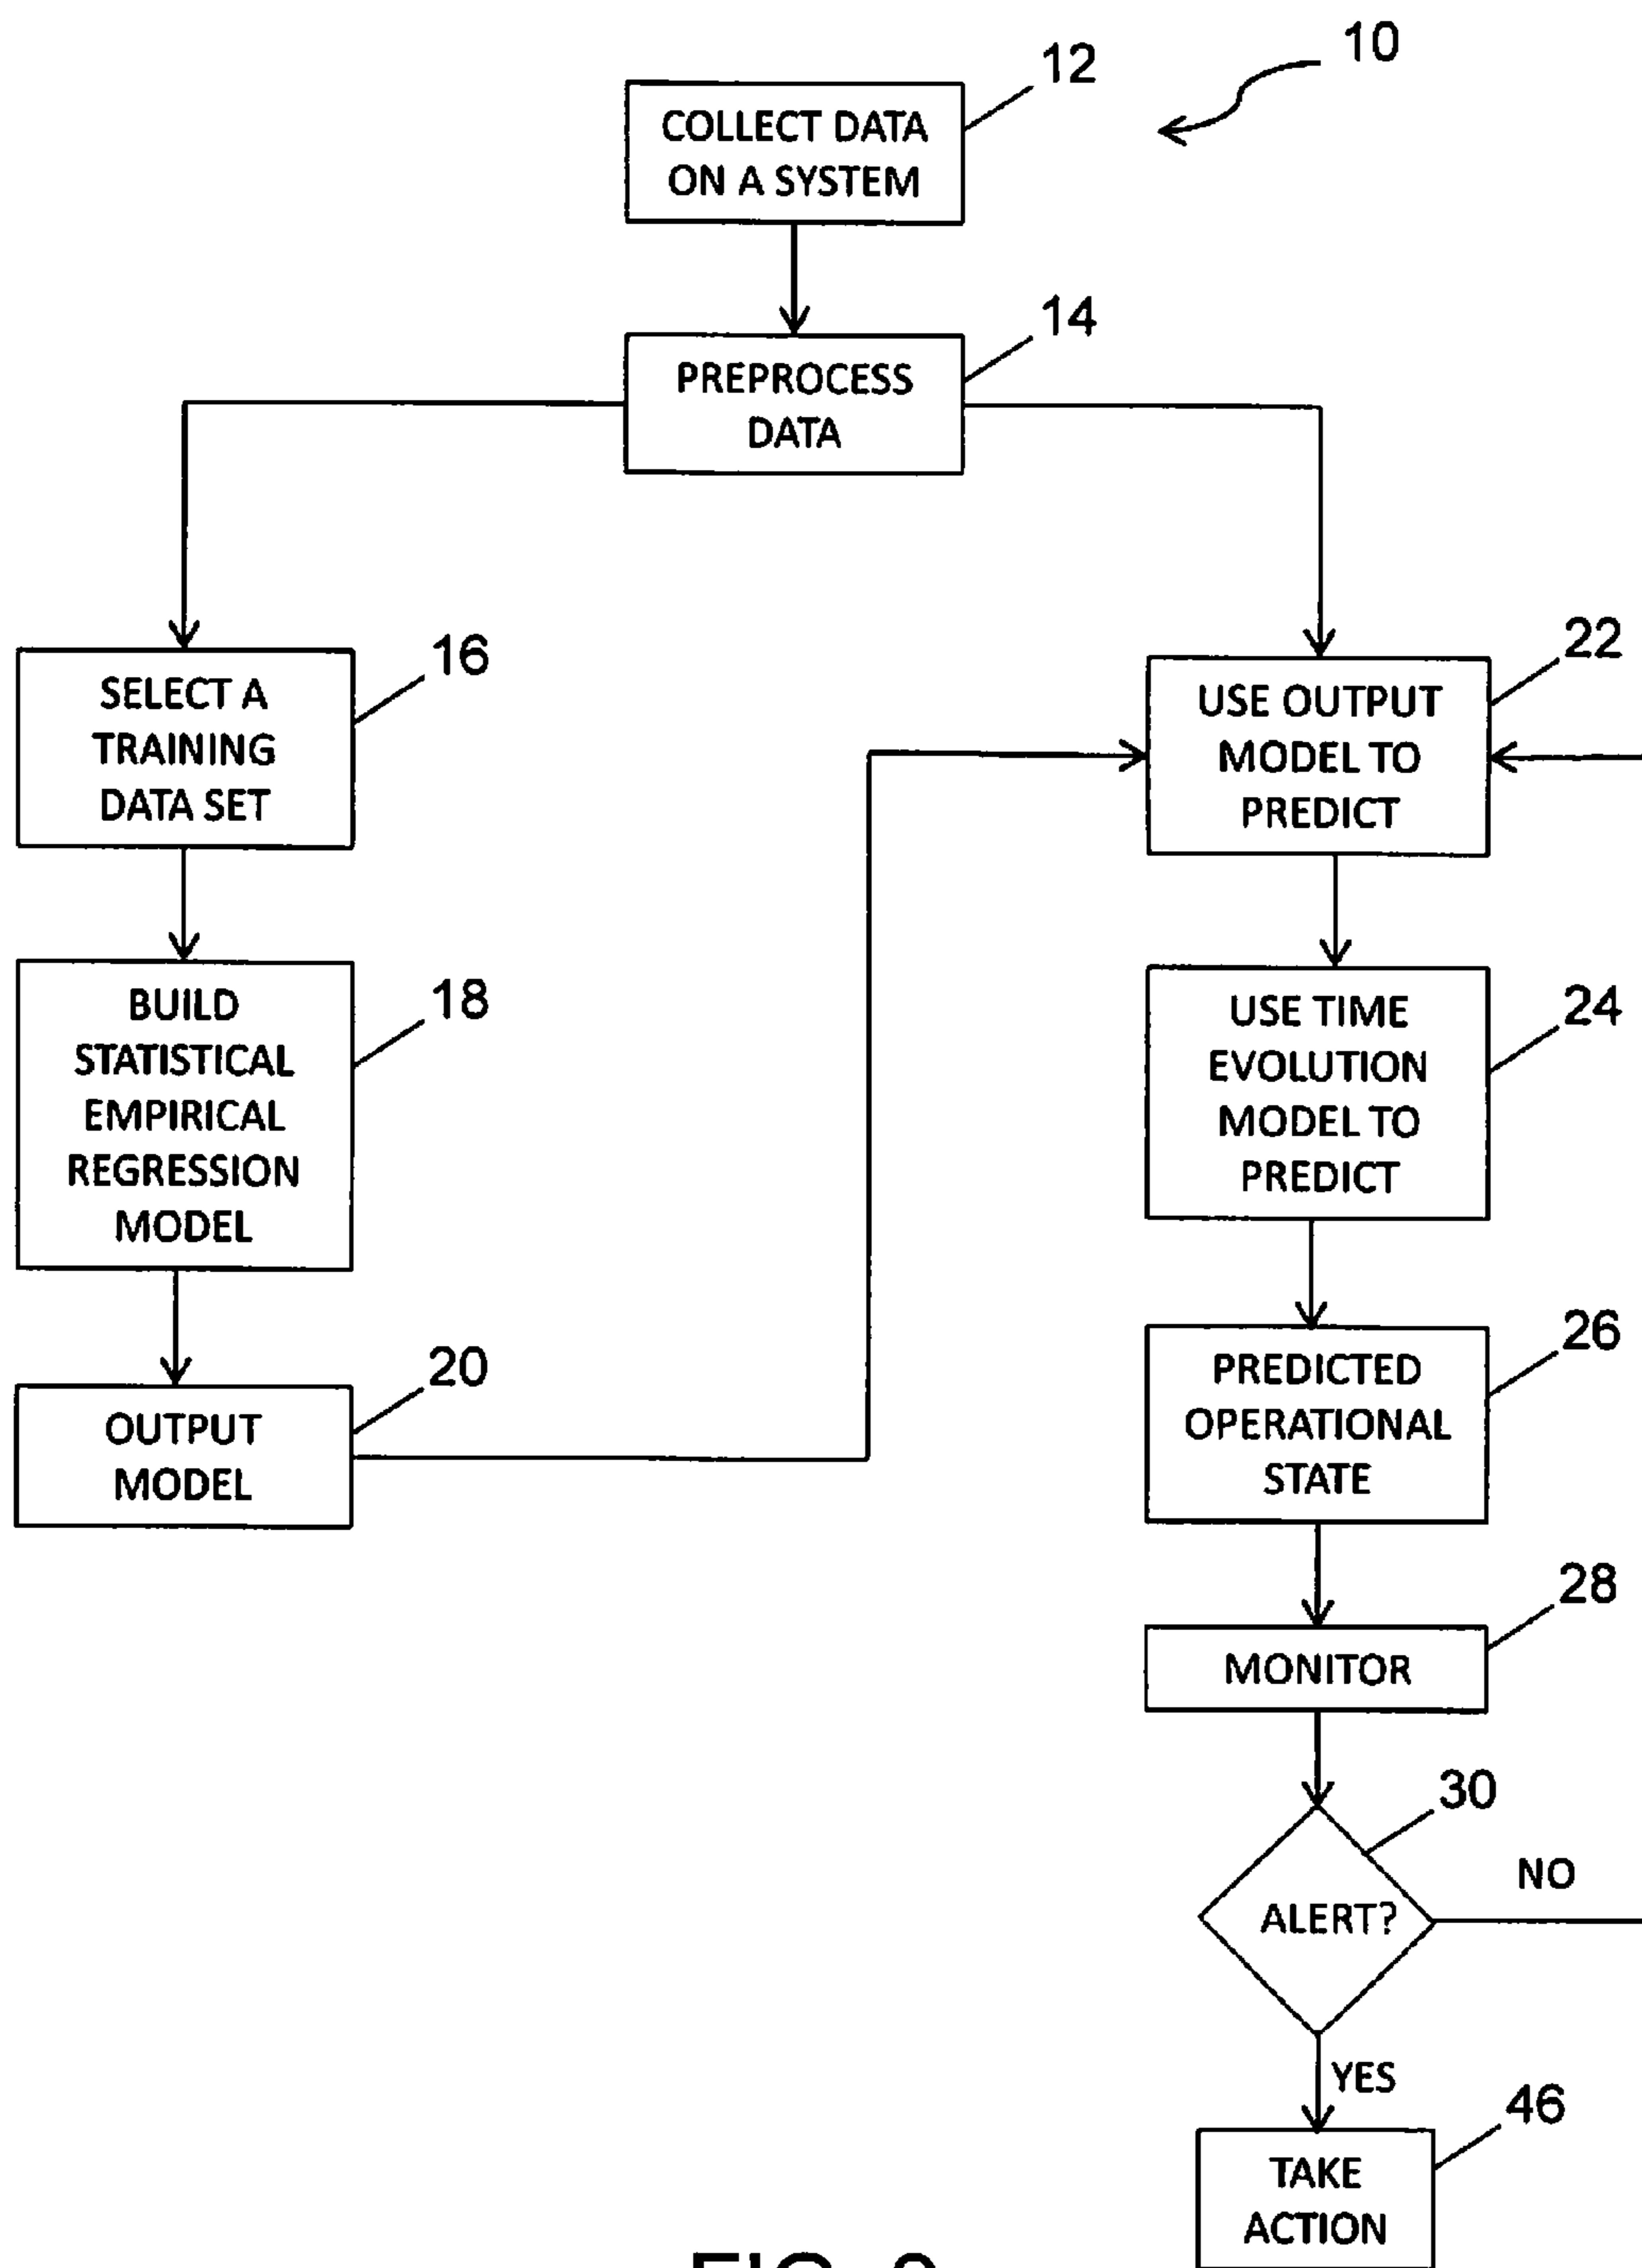 10
12
COLLECT DATA
ON A SYSTEM
14
PREPROCESS
DATA
16
SELECT A
TRAINING
DATA SET
18
BUILD
STATISTICAL
EMPIRICAL
REGRESSION
MODEL
20
OUTPUT
MODEL
22
USE OUTPUT
MODEL TO
PREDICT
24
USE TIME
EVOLUTION
MODEL TO
PREDICT
26
PREDICTED
OPERATIONAL
STATE
28
MONITOR
30
ALERT?
NO
YES
46
TAKE
ACTION
FIG.